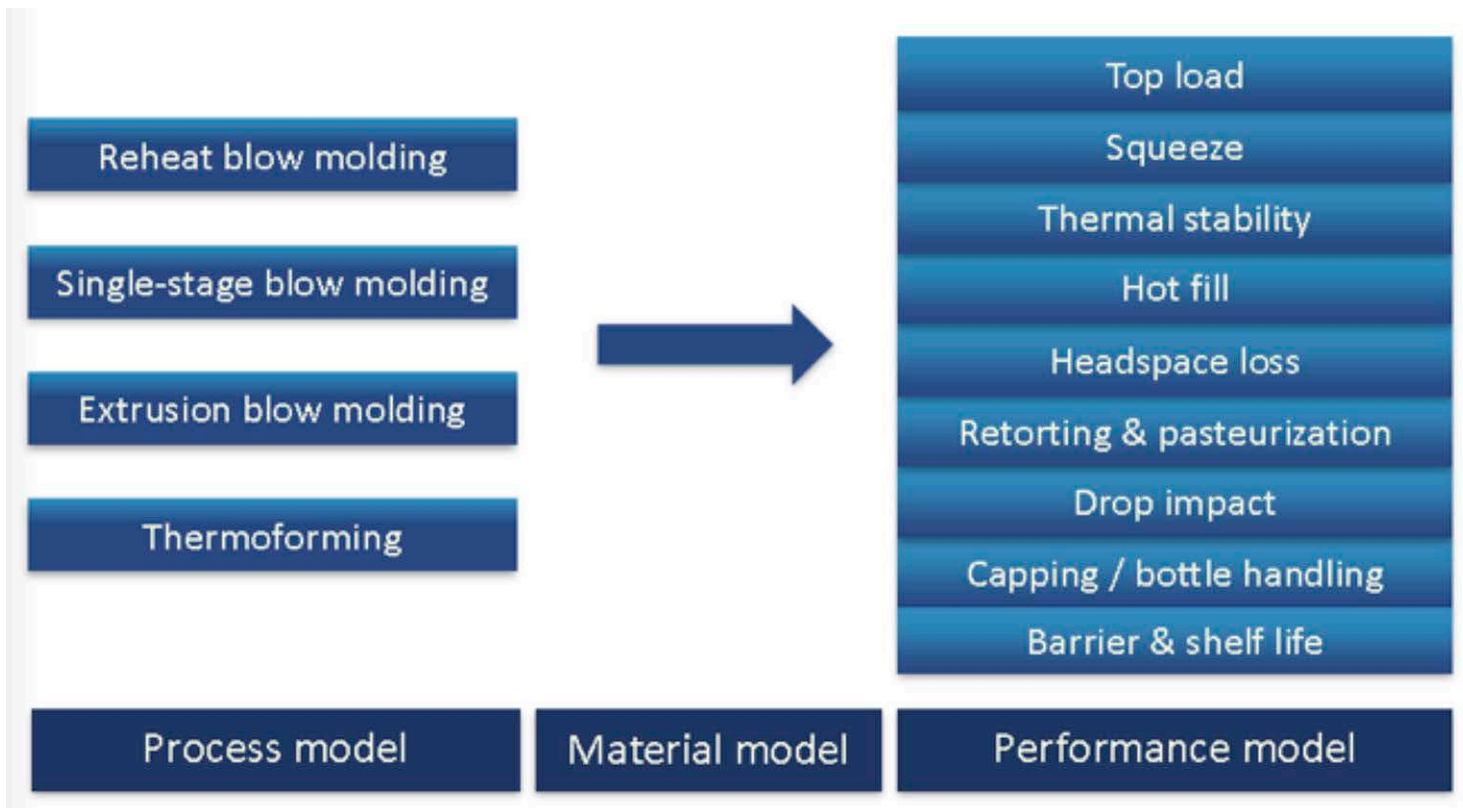 Reheat blow molding
Single-stage blow molding
Extrusion blow molding
Thermoforming
Top load
Squeeze
Thermal stability
Hot fill
Headspace loss
Retorting & pasteurization
Drop impact
Capping / bottle handling
Barrier & shelf life
Process model
Material model
Performance model